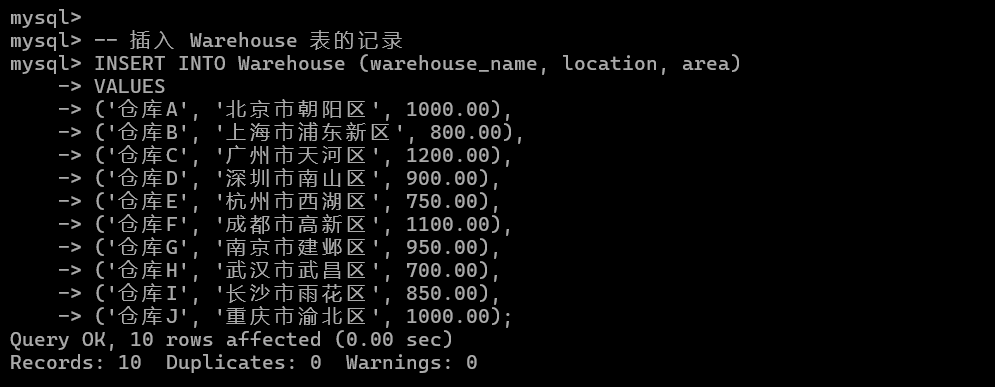 mysql>
mysql> -- 插入 Warehouse 表的记录
mysql> INSERT INTO Warehouse (warehouse_name, location, area)
    -> VALUES
    -> ('仓库A', '北京市朝阳区', 1000.00),
    -> ('仓库B', '上海市浦东新区', 800.00),
    -> ('仓库C', '广州市天河区', 1200.00),
    -> ('仓库D', '深圳市南山区', 900.00),
    -> ('仓库E', '杭州市西湖区', 750.00),
    -> ('仓库F', '成都市高新区', 1100.00),
    -> ('仓库G', '南京市建邺区', 950.00),
    -> ('仓库H', '武汉市武昌区', 700.00),
    -> ('仓库I', '长沙市雨花区', 850.00),
    -> ('仓库J', '重庆市渝北区', 1000.00);
Query OK, 10 rows affected (0.00 sec)
Records: 10  Duplicates: 0  Warnings: 0